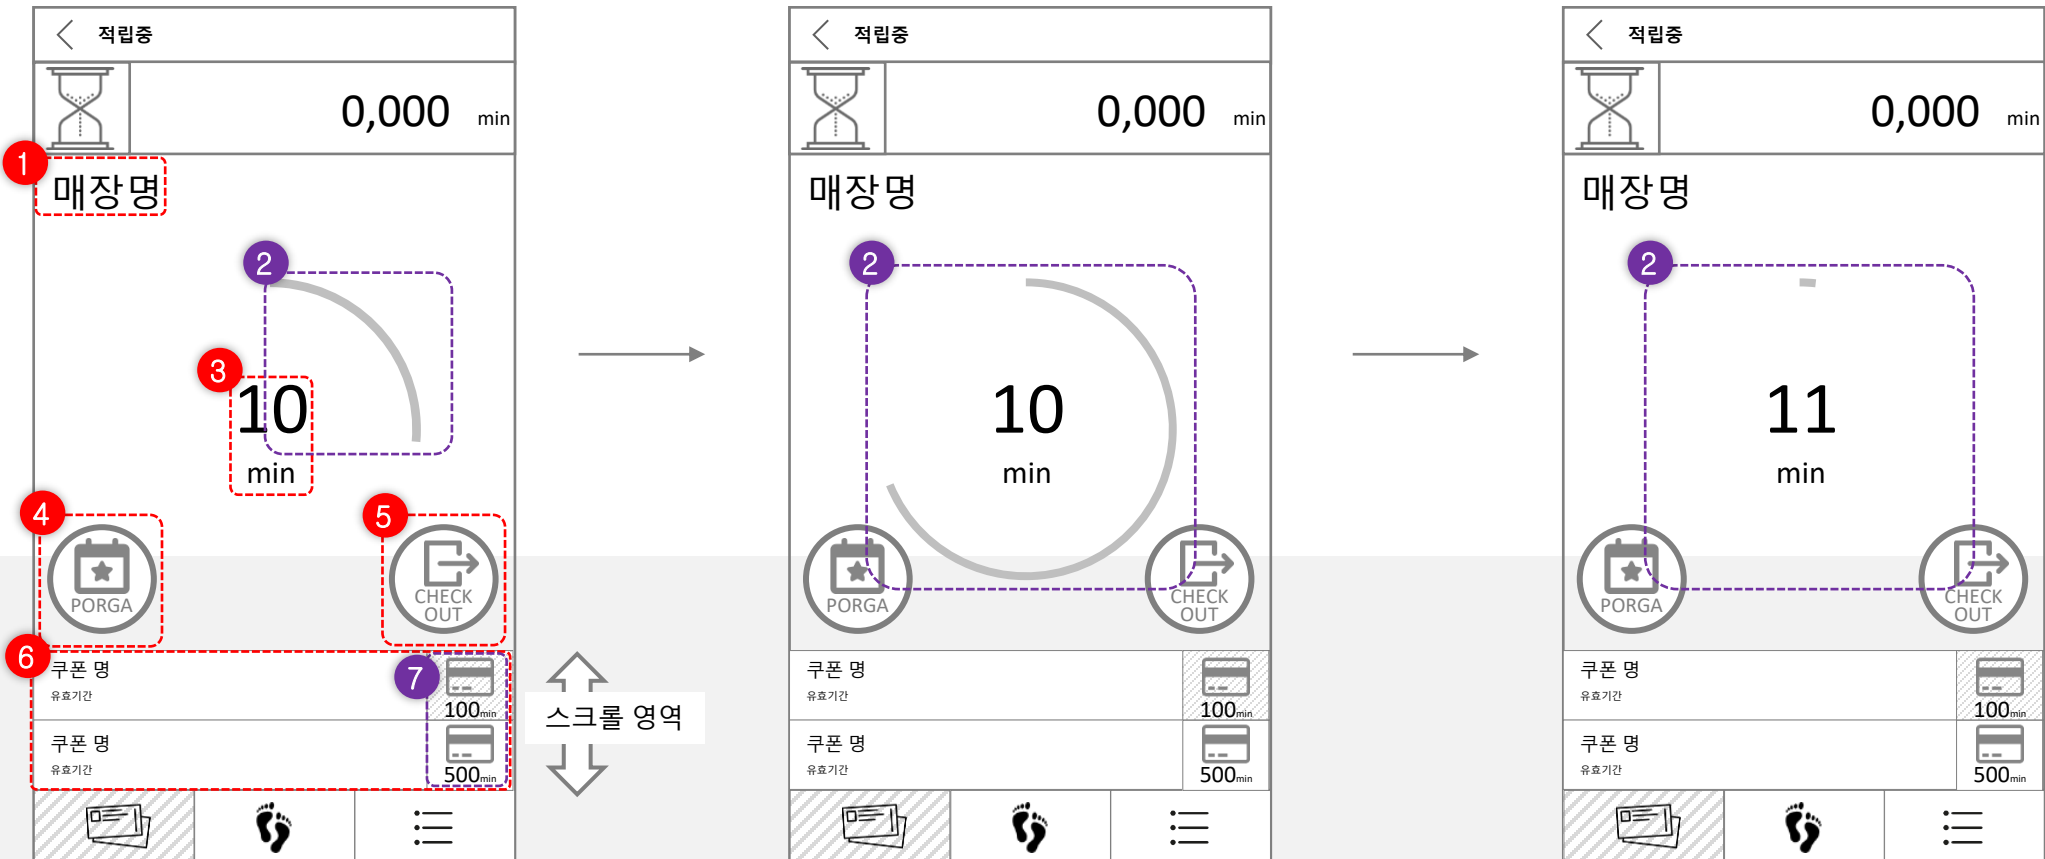 적립중
0,000 min
1
매장명
2
3
10
min
4
PORGA
5
CHECK
OUT
6
쿠폰 명
유효기간
7
100min
쿠폰 명
유효기간
500min
스크롤 영역
적립중
0,000 min
매장명
2
10
min
PORGA
CHECK
OUT
쿠폰 명
유효기간
100min
쿠폰 명
유효기간
500min
적립중
0,000 min
매장명
2
11
min
PORGA
CHECK
OUT
쿠폰 명
유효기간
100min
쿠폰 명
유효기간
500min